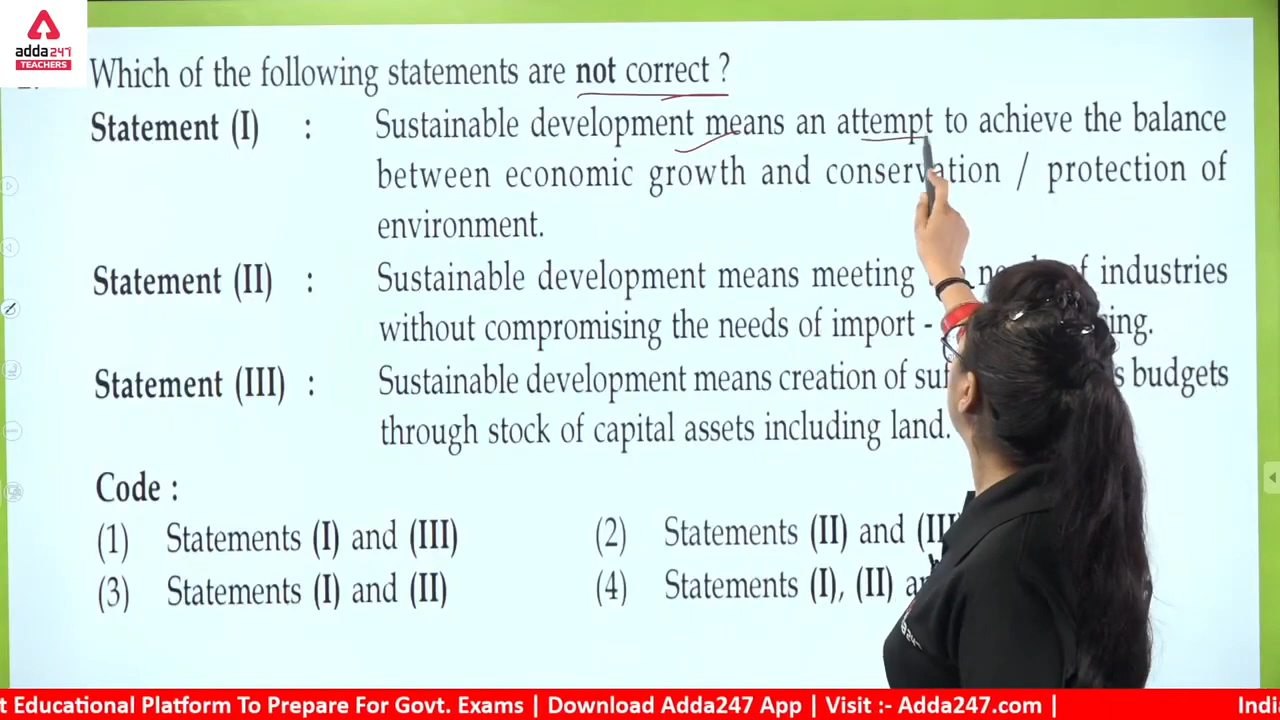 adda247
TEACHERS
Which of the following statements are not correct ?
Statement (I) : Sustainable development means an attempt to achieve the balance
between economic growth and conservation / protection of
environment.
Statement (II) : Sustainable development means meeting of industries
without compromising the needs of import -
Statement (III) : Sustainable development means creation of budgets
through stock of capital assets including land.
Code :
(1) Statements (I) and (III)
(2) Statements (II) and
(3) Statements (I) and (II)
(4) Statements (I), (II)
t Educational Platform To Prepare For Govt. Exams | Download Adda247 App | Visit :- Adda247.com | India